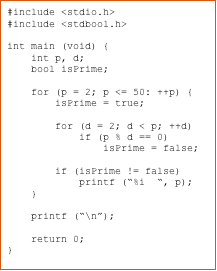 #include <stdio.h>
#include <stdbool.h>
int main (void) {
int p, d;
bool isPrime;
for (p = 2; p <= 50: ++p) {
isPrime = true;
for (d = 2; d < p; ++d)
if (p % d == 0)
isPrime = false;
if (isPrime != false)
printf (“%i  “, p);
}
printf (“\n”);
return 0;
}